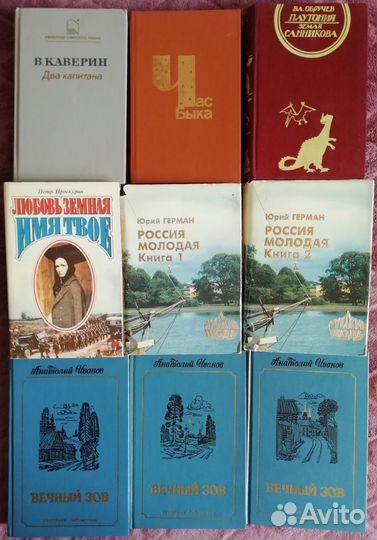 В. КАВЕРИН
Два капитана
Час
Быка
ВЛ. ОБРУЧЕВ
ПЛУТОНИЯ
ЗЕМЛЯ
САННИКОВА
Петр Проскурин
ЛЮБОВЬ ЗЕМНАЯ
ИМЯ ТВОЕ
Юрий ГЕРМАН
РОССИЯ
МОЛОДАЯ
Книга 1
Юрий ГЕРМАН
РОССИЯ
МОЛОДАЯ
Книга 2
Анатолий Иванов
ВЕЧНЫЙ ЗОВ
Анатолий Иванов
ВЕЧНЫЙ ЗОВ
Анатолий Иванов
ВЕЧНЫЙ ЗОВ
Avito